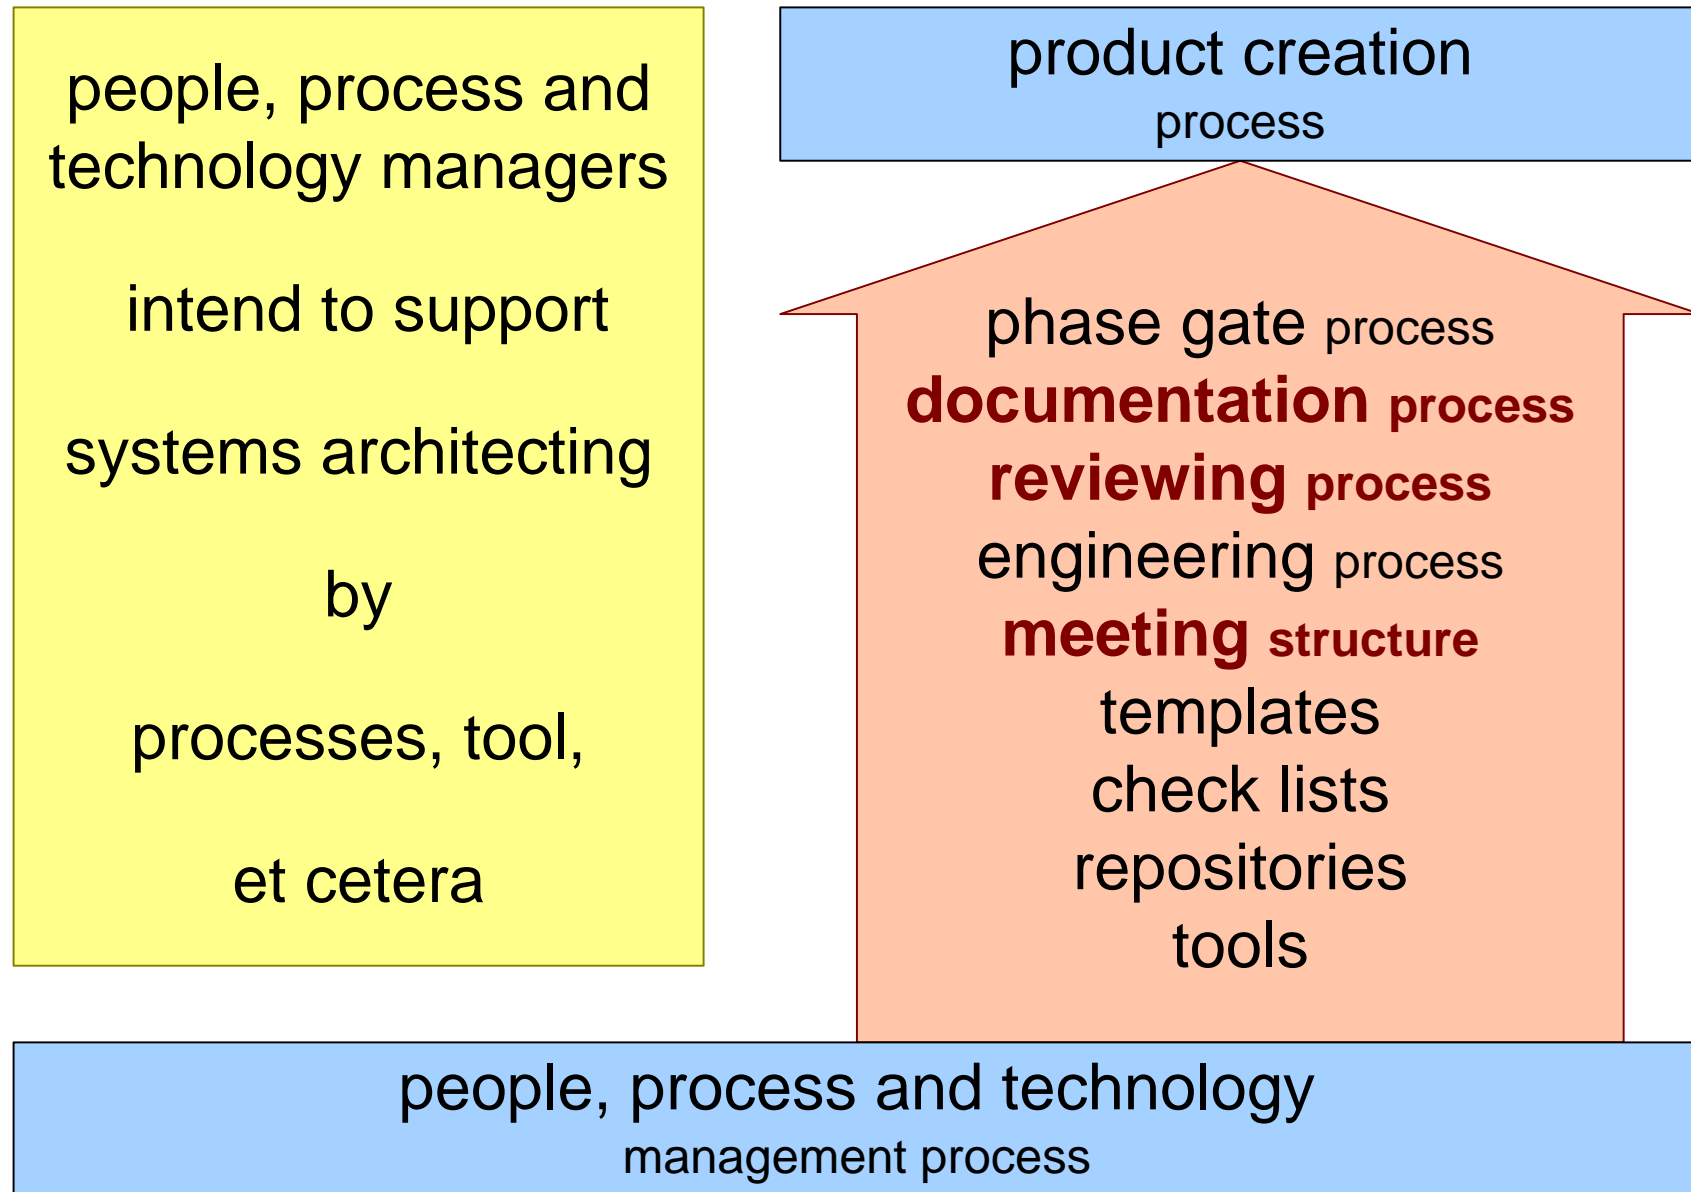 people, process and
technology managers
intend to support
systems architecting
by
processes, tool,
et cetera
product creation
process
phase gate process
documentation process
reviewing process
engineering process
meeting structure
templates
check lists
repositories
tools
people, process and technology
management process